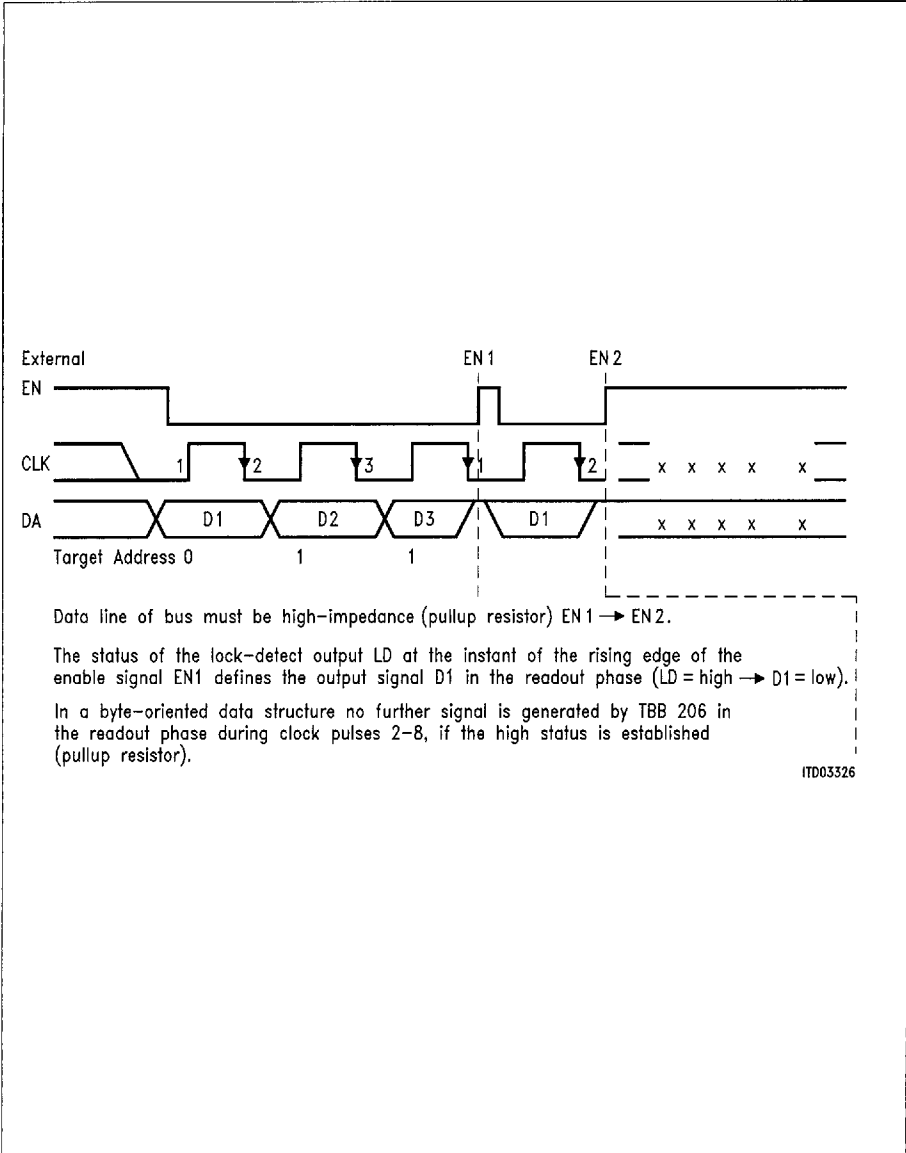 External EN 1 EN 2
EN
CLK 1 2 3 1 2 x x x x x
DA D1 D2 D3 D1 x x x x x
Target Address 0 1 1
Data line of bus must be high-impedance (pullup resistor) EN 1 → EN 2.
The status of the lock-detect output LD at the instant of the rising edge of the
enable signal EN1 defines the output signal D1 in the readout phase (LD = high → D1 = low).
In a byte-oriented data structure no further signal is generated by TBB 206 in
the readout phase during clock pulses 2-8, if the high status is established
(pullup resistor).
ITD03326